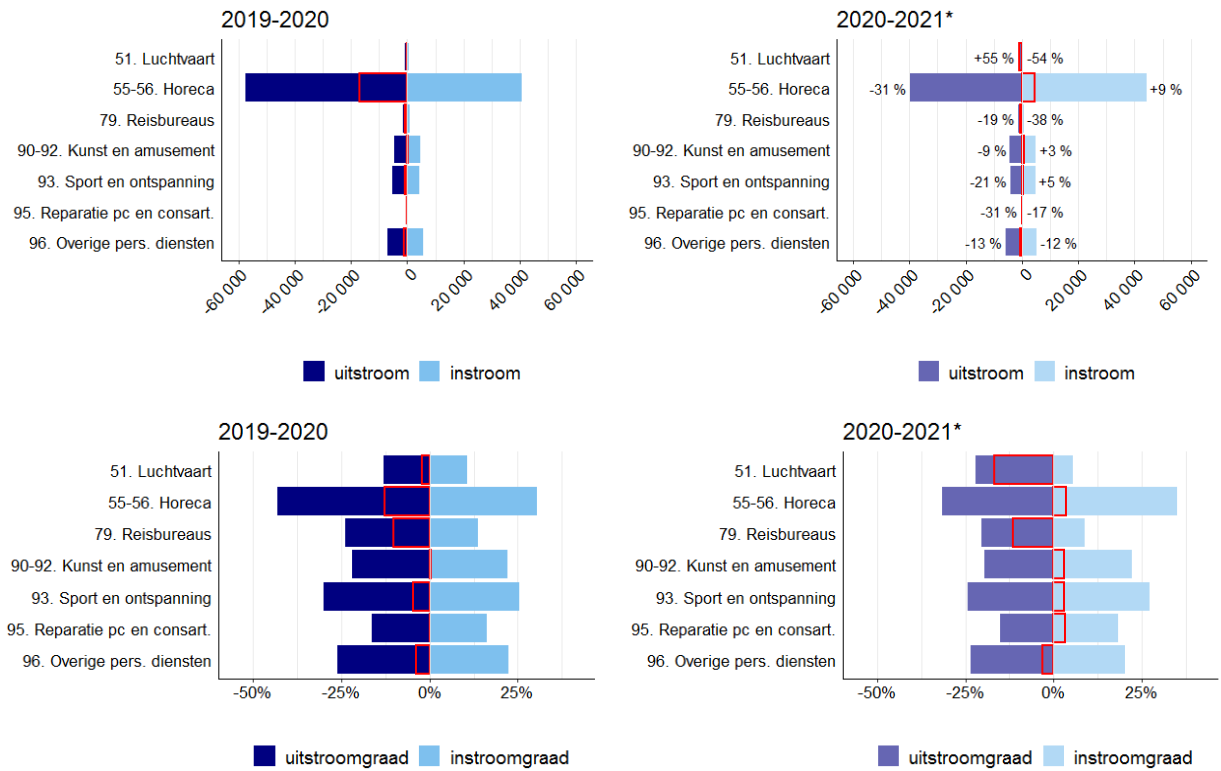 2019-2020
51. Luchtvaart
55-56. Horeca
79. Reisbureaus
90-92. Kunst en amusement
93. Sport en ontspanning
95. Reparatie pc en consart.
96. Overige pers. diensten
-60 000
-40 000
-20 000
0
20 000
40 000
60 000
uitstroom
instroom
2020-2021*
51. Luchtvaart
+55 %
-54 %
55-56. Horeca
-31 %
+9 %
79. Reisbureaus
-19 %
-38 %
90-92. Kunst en amusement
-9 %
+3 %
93. Sport en ontspanning
-21 %
+5 %
95. Reparatie pc en consart.
-31 %
-17 %
96. Overige pers. diensten
-13 %
-12 %
-60 000
-40 000
-20 000
0
20 000
40 000
60 000
uitstroom
instroom
2019-2020
51. Luchtvaart
55-56. Horeca
79. Reisbureaus
90-92. Kunst en amusement
93. Sport en ontspanning
95. Reparatie pc en consart.
96. Overige pers. diensten
-50%
-25%
0%
25%
uitstroomgraad
instroomgraad
2020-2021*
51. Luchtvaart
55-56. Horeca
79. Reisbureaus
90-92. Kunst en amusement
93. Sport en ontspanning
95. Reparatie pc en consart.
96. Overige pers. diensten
-50%
-25%
0%
25%
uitstroomgraad
instroomgraad